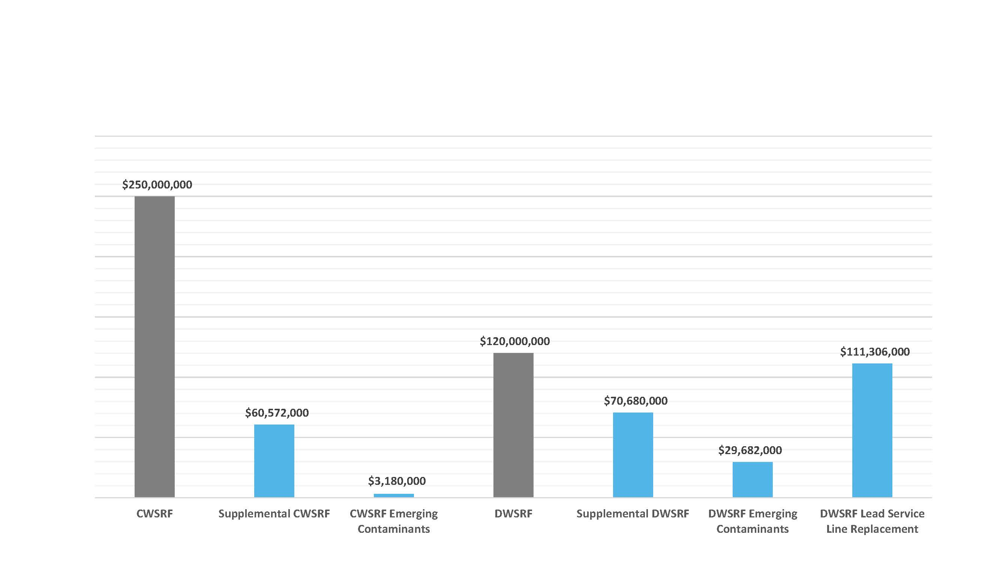 $250,000,000
$120,000,000
$111,306,000
$70,680,000
$60,572,000
$29,682,000
$3,180,000
CWSRF
Supplemental CWSRF
CWSRF Emerging
Contaminants
DWSRF
Supplemental DWSRF
DWSRF Emerging
Contaminants
DWSRF Lead Service
Line Replacement